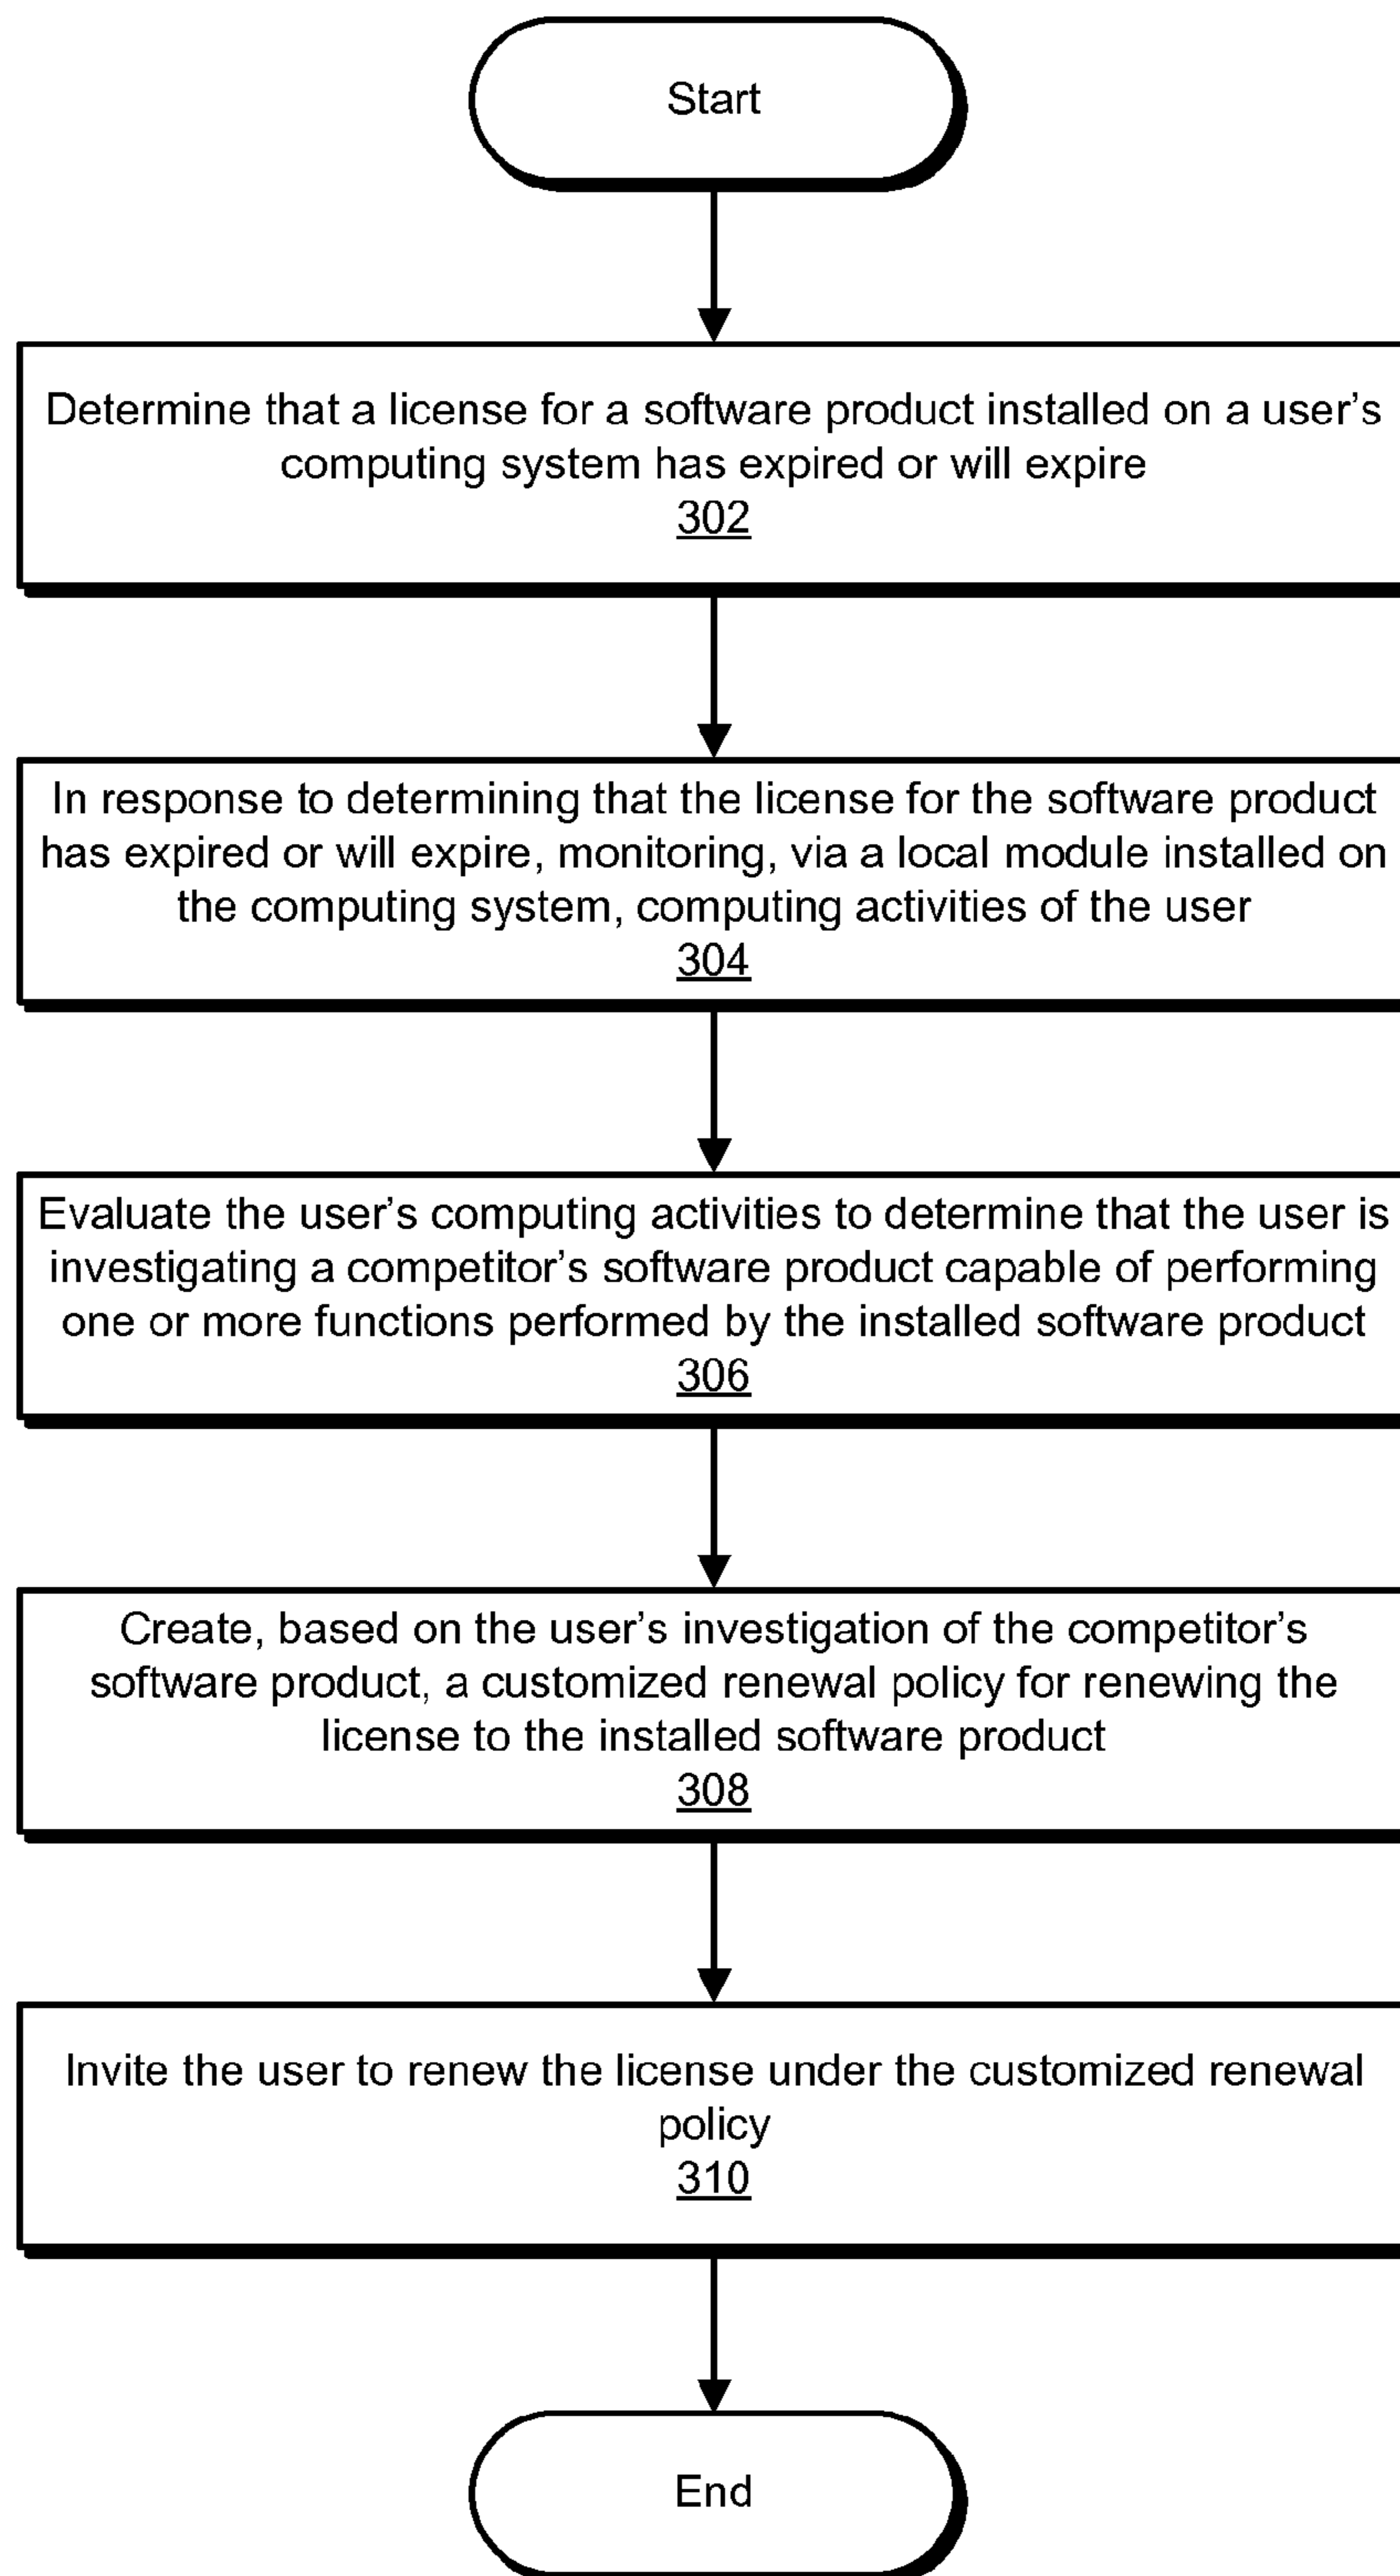 Start
Determine that a license for a software product installed on a user’s
computing system has expired or will expire
302
In response to determining that the license for the software product
has expired or will expire, monitoring, via a local module installed on
the computing system, computing activities of the user
304
Evaluate the user’s computing activities to determine that the user is
investigating a competitor’s software product capable of performing
one or more functions performed by the installed software product
306
Create, based on the user’s investigation of the competitor’s
software product, a customized renewal policy for renewing the
license to the installed software product
308
Invite the user to renew the license under the customized renewal
policy
310
End